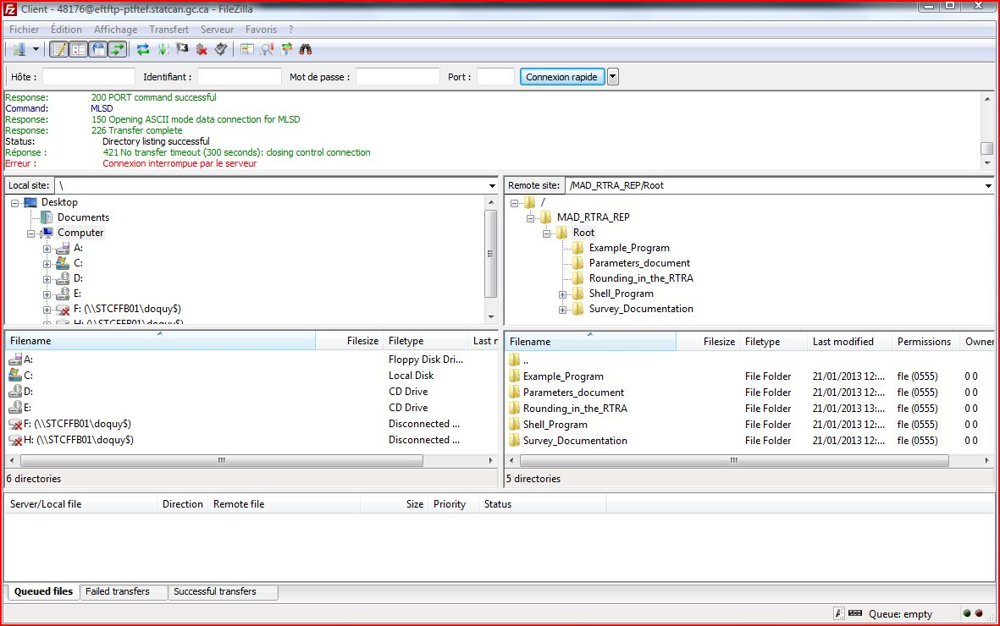 Client - 48176@eftftp-ptftef.statcan.gc.ca - FileZilla
Fichier Édition Affichage Transfert Serveur Favoris ?
Hôte : Identifiant : Mot de passe : Port : Connexion rapide
Response: 200 PORT command successful
Command: MLSD
Response: 150 Opening ASCII mode data connection for MLSD
Response: 226 Transfer complete
Status: Directory listing successful
Réponse : 421 No transfer timeout (300 seconds): closing control connection
Erreur : Connexion interrompue par le serveur
Local site: \
Desktop
Documents
Computer
A:
C:
D:
E:
F: (\\STCFFB01\doquy$)
H: (\\STCFFB01\doquy$)
Remote site: /MAD_RTRA_REP/Root
/
MAD_RTRA_REP
Root
Example_Program
Parameters_document
Rounding_in_the_RTRA
Shell_Program
Survey_Documentation
Filename Filesize Filetype Last r
A: Floppy Disk Dri...
C: Local Disk
D: CD Drive
E: CD Drive
F: (\\STCFFB01\doquy$) Disconnected ...
H: (\\STCFFB01\doquy$) Disconnected ...
6 directories
Filename Filesize Filetype Last modified Permissions Owner
..
Example_Program File Folder 21/01/2013 12:... fle (0555) 0 0
Parameters_document File Folder 21/01/2013 12:... fle (0555) 0 0
Rounding_in_the_RTRA File Folder 21/01/2013 13:... fle (0555) 0 0
Shell_Program File Folder 21/01/2013 12:... fle (0555) 0 0
Survey_Documentation File Folder 21/01/2013 12:... fle (0555) 0 0
5 directories
Server/Local file Direction Remote file Size Priority Status
Queued files Failed transfers Successful transfers
Queue: empty